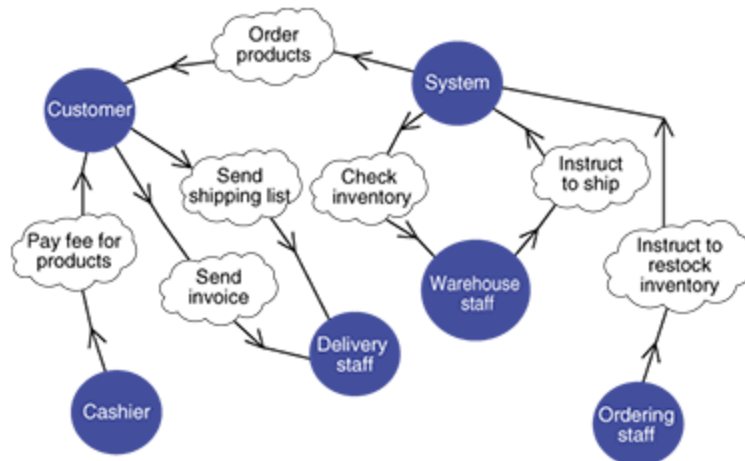 Order
products
System
Customer
Send
shipping list
Check
inventory
Instruct
to ship
Pay fee for
products
Instruct to
restock
inventory
Send
invoice
Warehouse
staff
Delivery
staff
Cashier
Ordering
staff